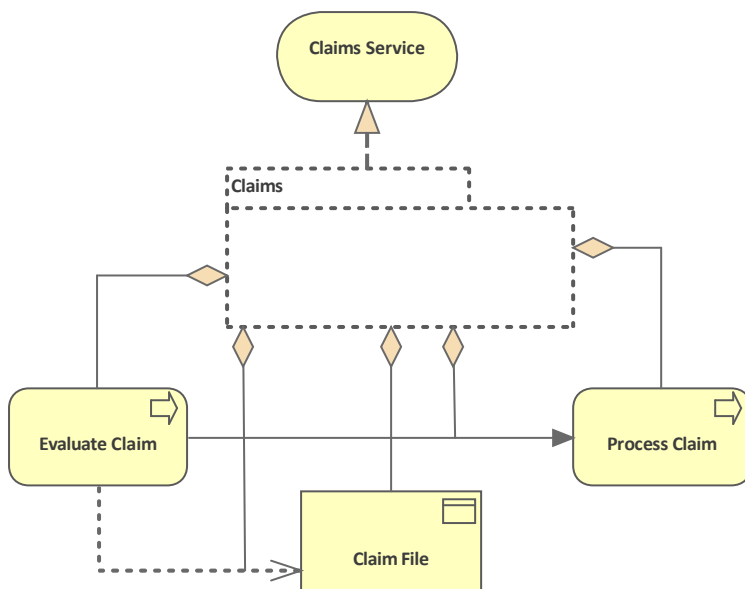 Claims Service
Claims
Evaluate Claim
Process Claim
Claim File